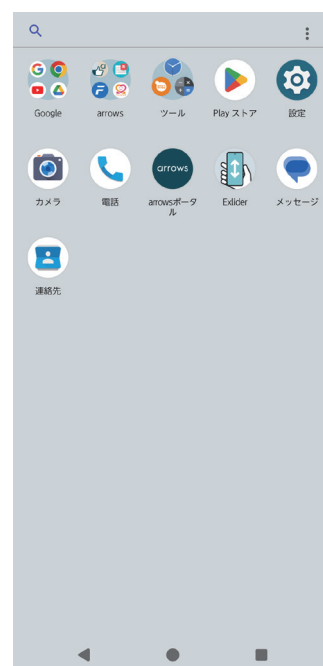 Google
arrows
ツール
Play ストア
設定
arrows
カメラ
電話
arrowsポータ
ル
Exlider
メッセージ
連絡先